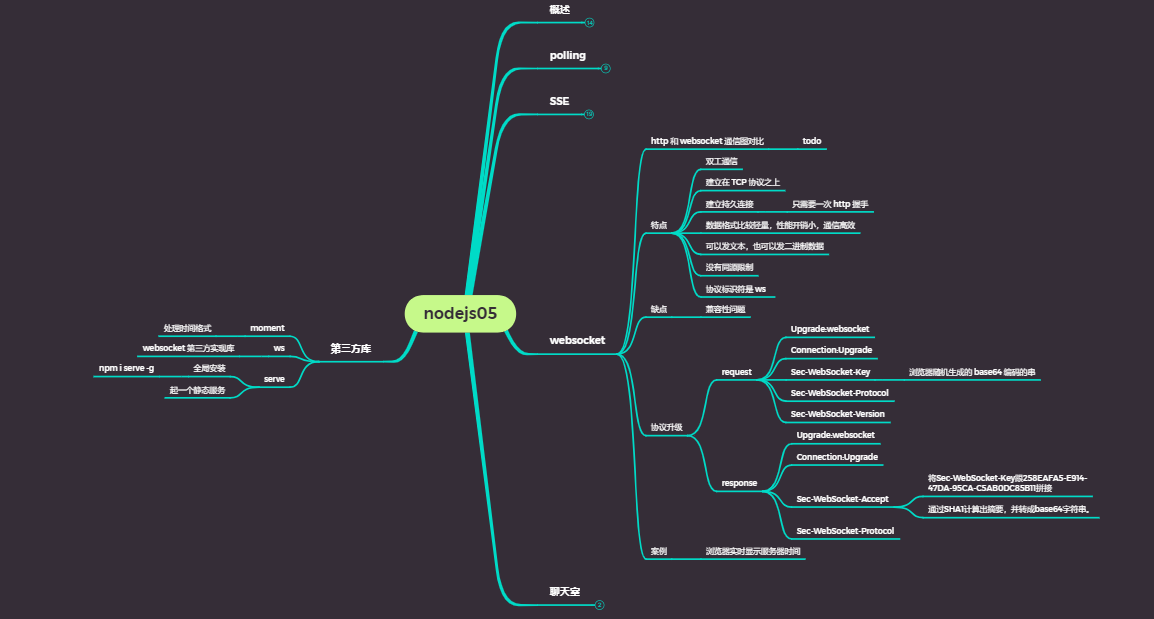 概述
14
polling
9
SSE
19
http 和 websocket 通信图对比
todo
双工通信
建立在 TCP 协议之上
建立持久连接
只需要一次 http 握手
特点
数据格式比较轻量，性能开销小，通信高效
可以发文本，也可以发二进制数据
没有同源限制
协议标识符是 ws
缺点
兼容性问题
nodejs05
websocket
第三方库
moment
处理时间格式
ws
websocket 第三方实现库
serve
全局安装
npm i serve -g
起一个静态服务
协议升级
request
Upgrade:websocket
Connection:Upgrade
Sec-WebSocket-Key
浏览器随机生成的 base64 编码的串
Sec-WebSocket-Protocol
Sec-WebSocket-Version
response
Upgrade:websocket
Connection:Upgrade
Sec-WebSocket-Accept
将Sec-WebSocket-Key跟258EAFA5-E914-
47DA-95CA-C5AB0DC85B11拼接
通过SHA1计算出摘要，并转成base64字符串。
Sec-WebSocket-Protocol
案例
浏览器实时显示服务器时间
聊天室
2